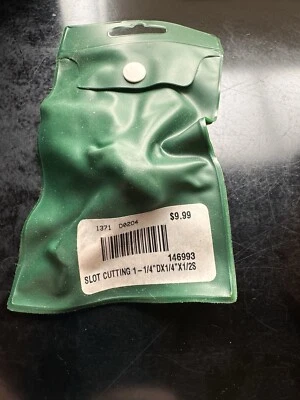 $9.99
1371 D0204
146993
SLOT CUTTING 1-1/4"DX1/4"X1/2S